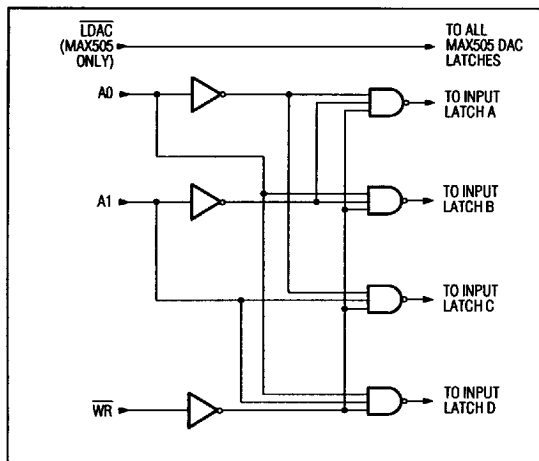 LDAC
(MAX505
ONLY)
TO ALL
MAX505 DAC
LATCHES
A0
TO INPUT
LATCH A
A1
TO INPUT
LATCH B
TO INPUT
LATCH C
WR
TO INPUT
LATCH D